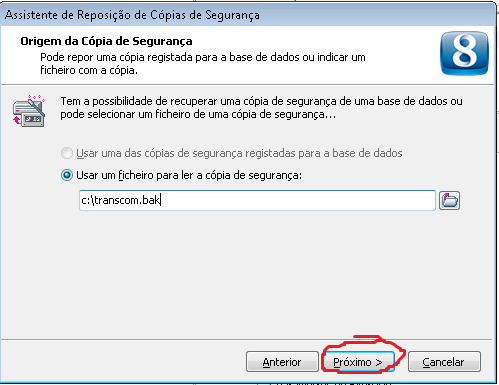 Assistente de Reposição de Cópias de Segurança
Origem da Cópia de Segurança
Pode repor uma cópia registada para a base de dados ou indicar um
ficheiro com a cópia.
8
Tem a possibilidade de recuperar uma cópia de segurança de uma base de dados ou
pode selecionar um ficheiro de uma cópia de segurança...
Usar uma das cópias de segurança registadas para a base de dados
Usar um ficheiro para ler a cópia de segurança:
c:\transcom.bak
Anterior
Próximo >
Cancelar